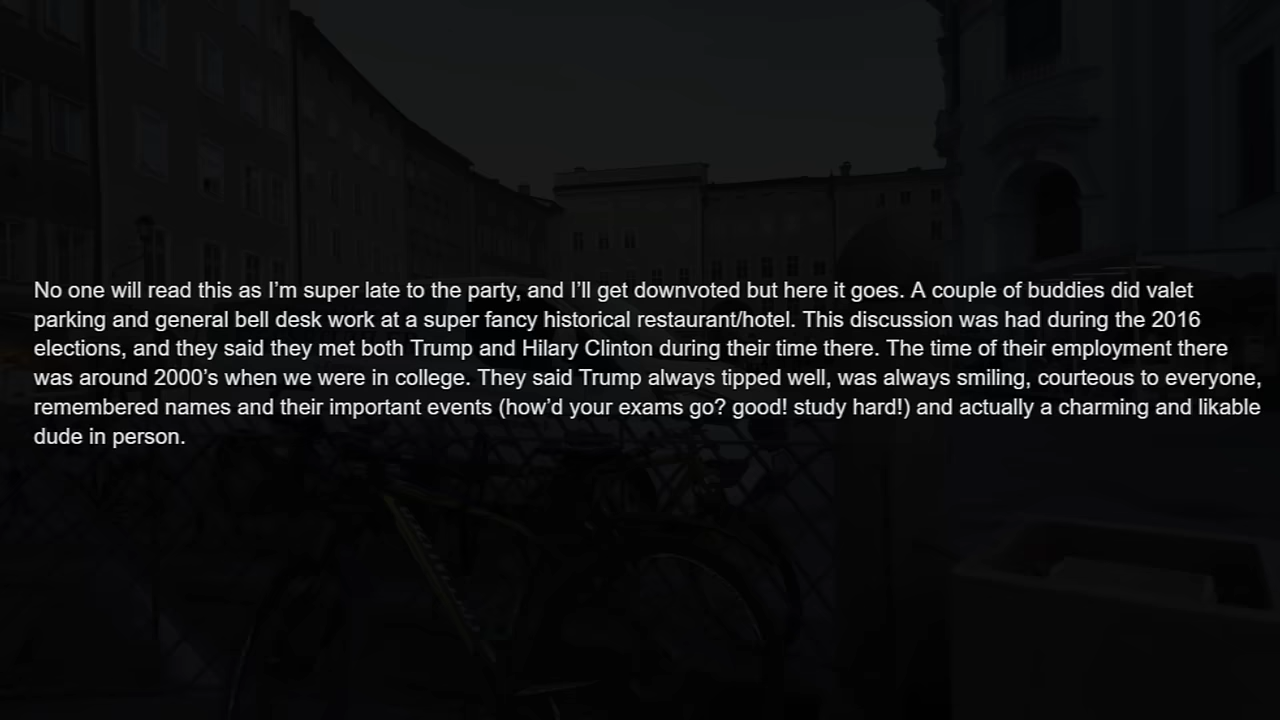 No one will read this as I’m super late to the party, and I’ll get downvoted but here it goes. A couple of buddies did valet
parking and general bell desk work at a super fancy historical restaurant/hotel. This discussion was had during the 2016
elections, and they said they met both Trump and Hilary Clinton during their time there. The time of their employment there
was around 2000’s when we were in college. They said Trump always tipped well, was always smiling, courteous to everyone,
remembered names and their important events (how’d your exams go? good! study hard!) and actually a charming and likable
dude in person.